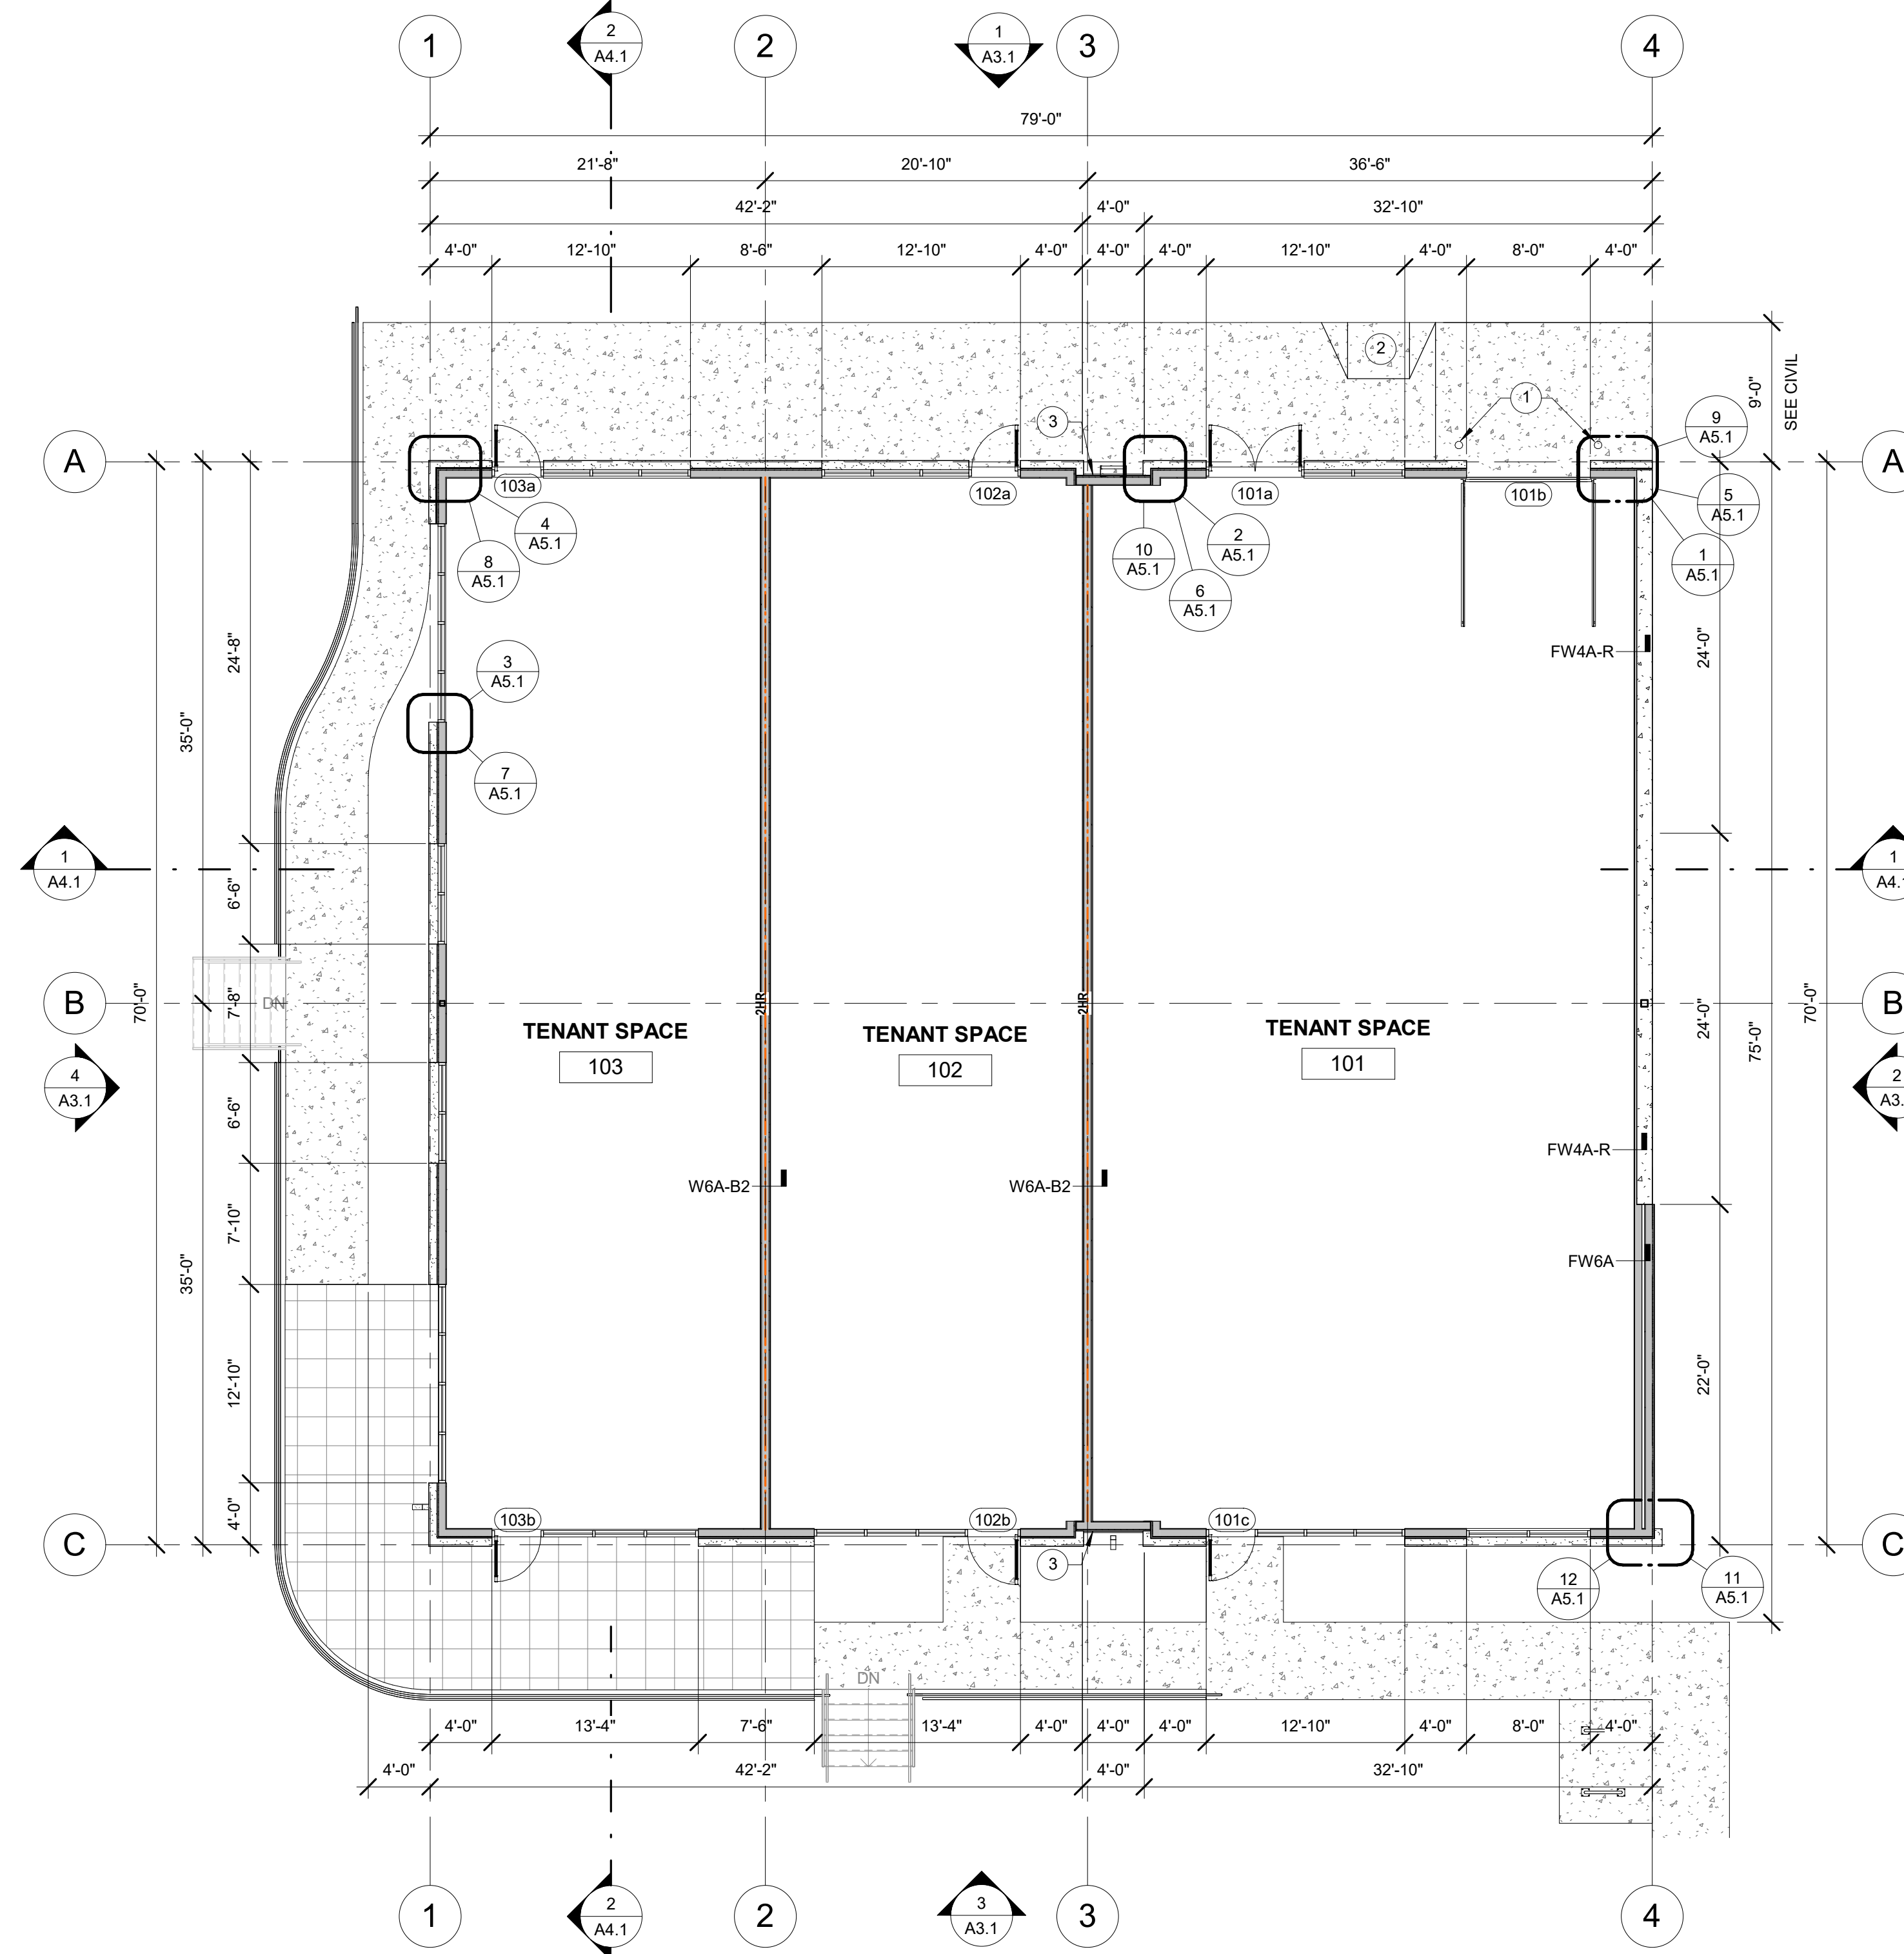 1
2
A4.1
2
1
A3.1
3
4
79'-0"
21'-8"
20'-10"
36'-6"
42'-2"
4'-0"
32'-10"
4'-0"
12'-10"
8'-6"
12'-10"
4'-0"
4'-0"
4'-0"
12'-10"
4'-0"
8'-0"
4'-0"
2
1
3
9'-0"
SEE CIVIL
9
A5.1
A
A
103a
102a
101a
101b
4
A5.1
8
A5.1
10
A5.1
2
A5.1
6
A5.1
5
A5.1
1
A5.1
24'-8"
35'-0"
3
A5.1
7
A5.1
FW4A-R
24'-0"
1
A4.1
1
A4.1
6'-6"
B
70'-0"
7'-8"
DN
2HR
2HR
24'-0"
75'-0"
70'-0"
B
TENANT SPACE
103
TENANT SPACE
102
TENANT SPACE
101
4
A3.1
2
A3.
6'-6"
W6A-B2
W6A-B2
FW4A-R
7'-10"
35'-0"
FW6A
12'-10"
22'-0"
4'-0"
C
C
103b
102b
101c
3
12
A5.1
11
A5.1
DN
4'-0"
13'-4"
7'-6"
13'-4"
4'-0"
4'-0"
4'-0"
12'-10"
4'-0"
8'-0"
4'-0"
4'-0"
42'-2"
4'-0"
32'-10"
1
2
A4.1
2
3
A3.1
3
4